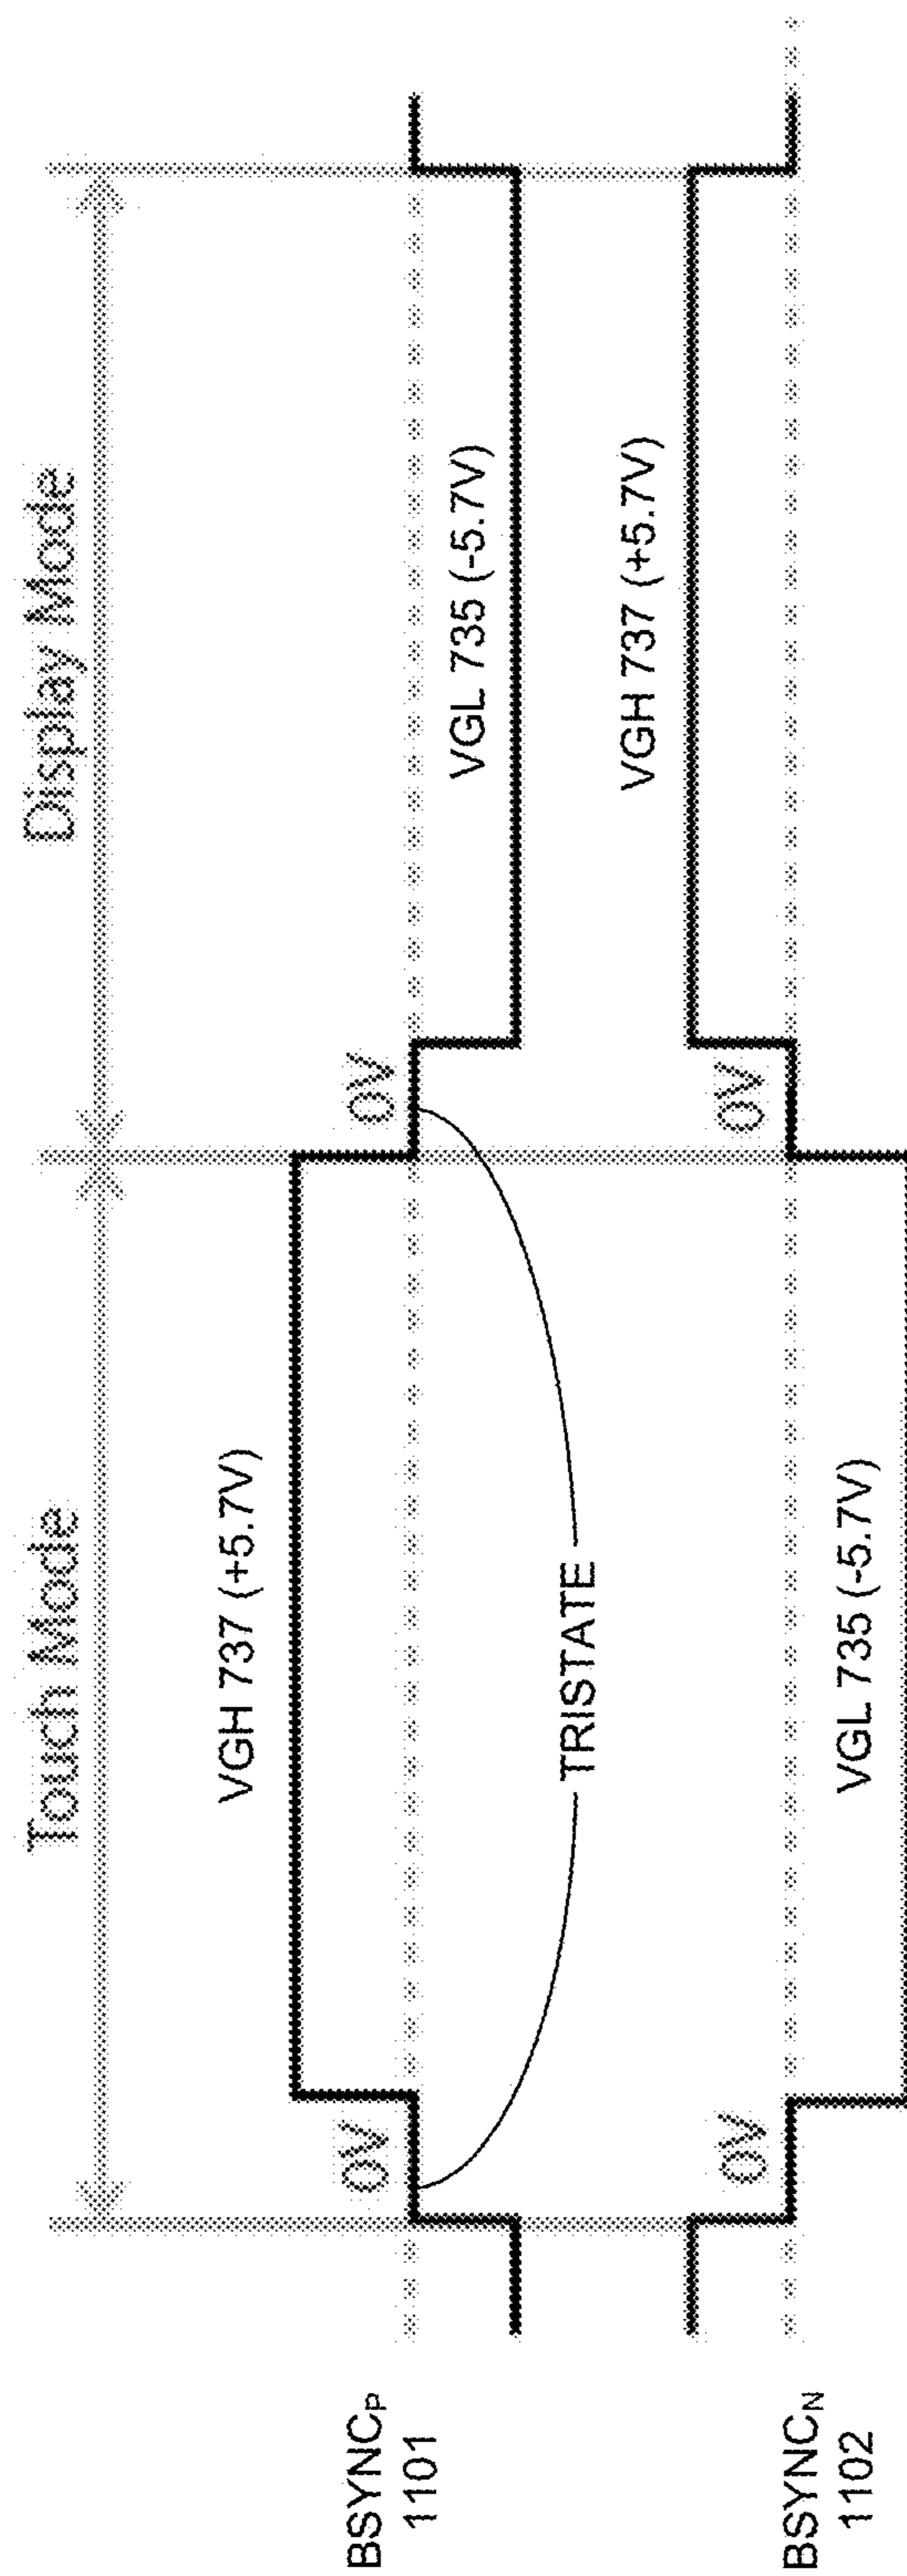 Touch Mode
Display Mode
VGH 737 (+5.7V)
BSYNCP
1101
0V
0V
VGL 735 (-5.7V)
TRISTATE
VGH 737 (+5.7V)
BSYNCN
1102
0V
0V
VGL 735 (-5.7V)